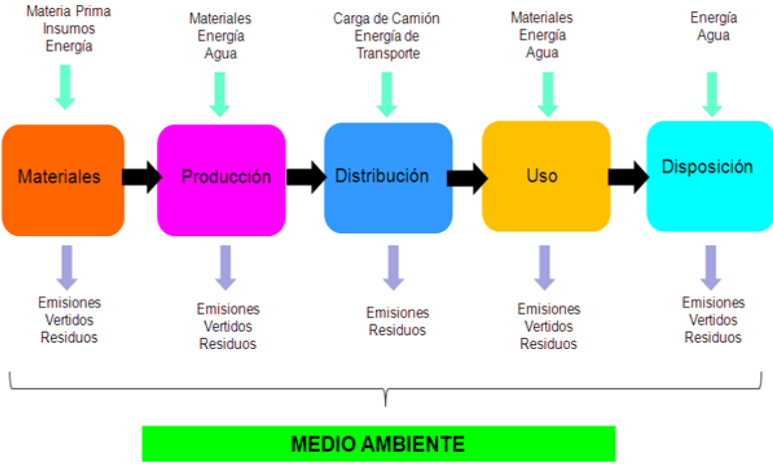 Materia Prima
Insumos
Energía
Materiales
Energía
Agua
Carga de Camión
Energía de
Transporte
Materiales
Energía
Agua
Energía
Agua
Materiales
Producción
Distribución
Uso
Disposición
Emisiones
Vertidos
Residuos
Emisiones
Vertidos
Residuos
Emisiones
Residuos
Emisiones
Vertidos
Residuos
Emisiones
Vertidos
Residuos
MEDIO AMBIENTE